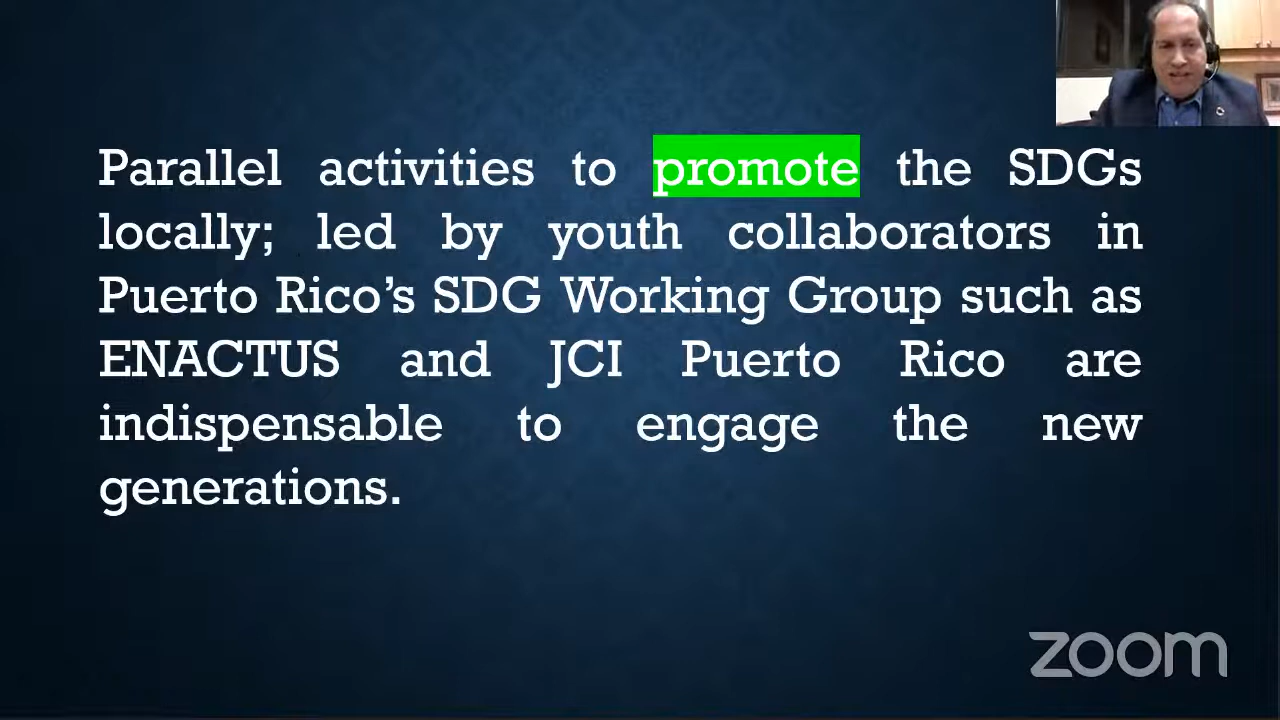 Parallel activities to promote the SDGs
locally; led by youth collaborators in
Puerto Rico’s SDG Working Group such as
ENACTUS and JCI Puerto Rico are
indispensable to engage the new
generations.
zoom